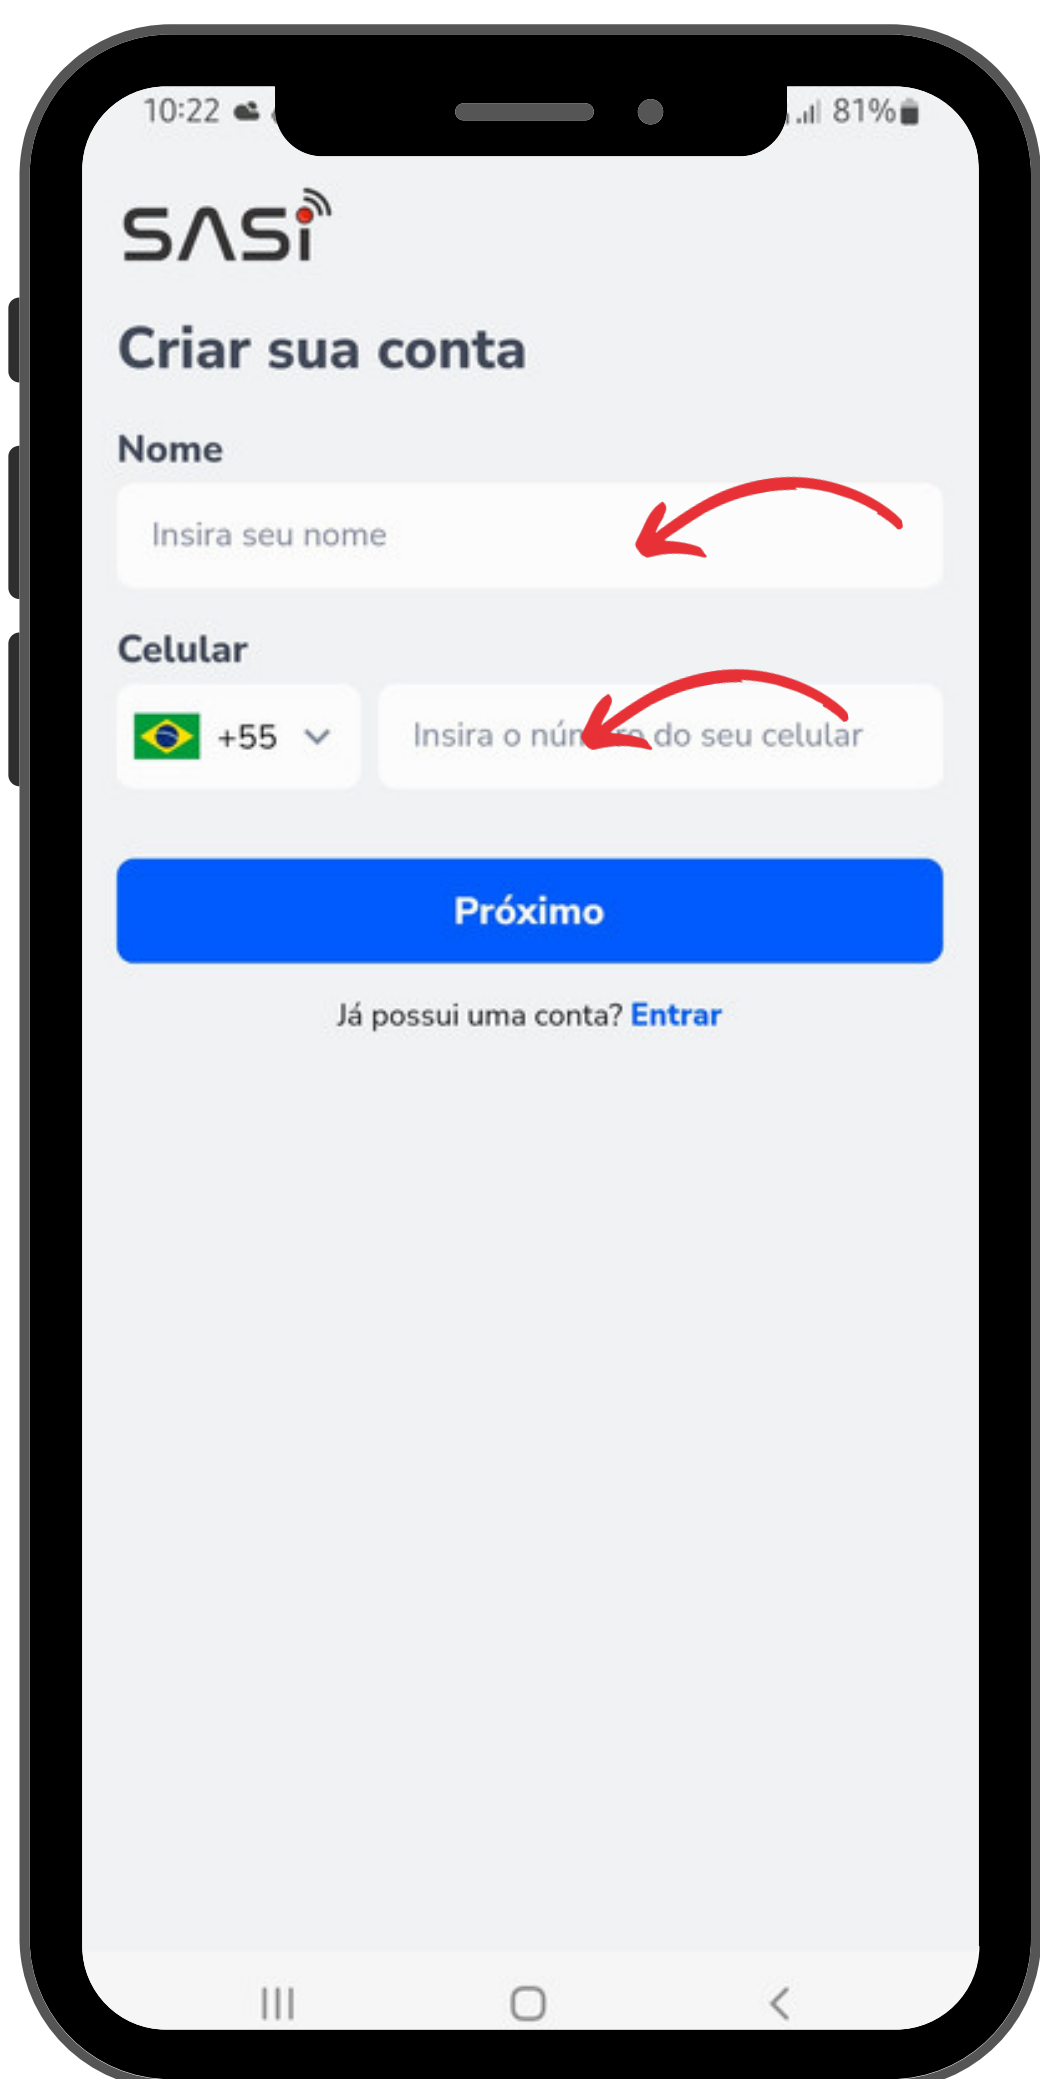 10:22
81%
SASi
Criar sua conta
Nome
Insira seu nome
Celular
+55
Insira o número do seu celular
Próximo
Já possui uma conta? Entrar